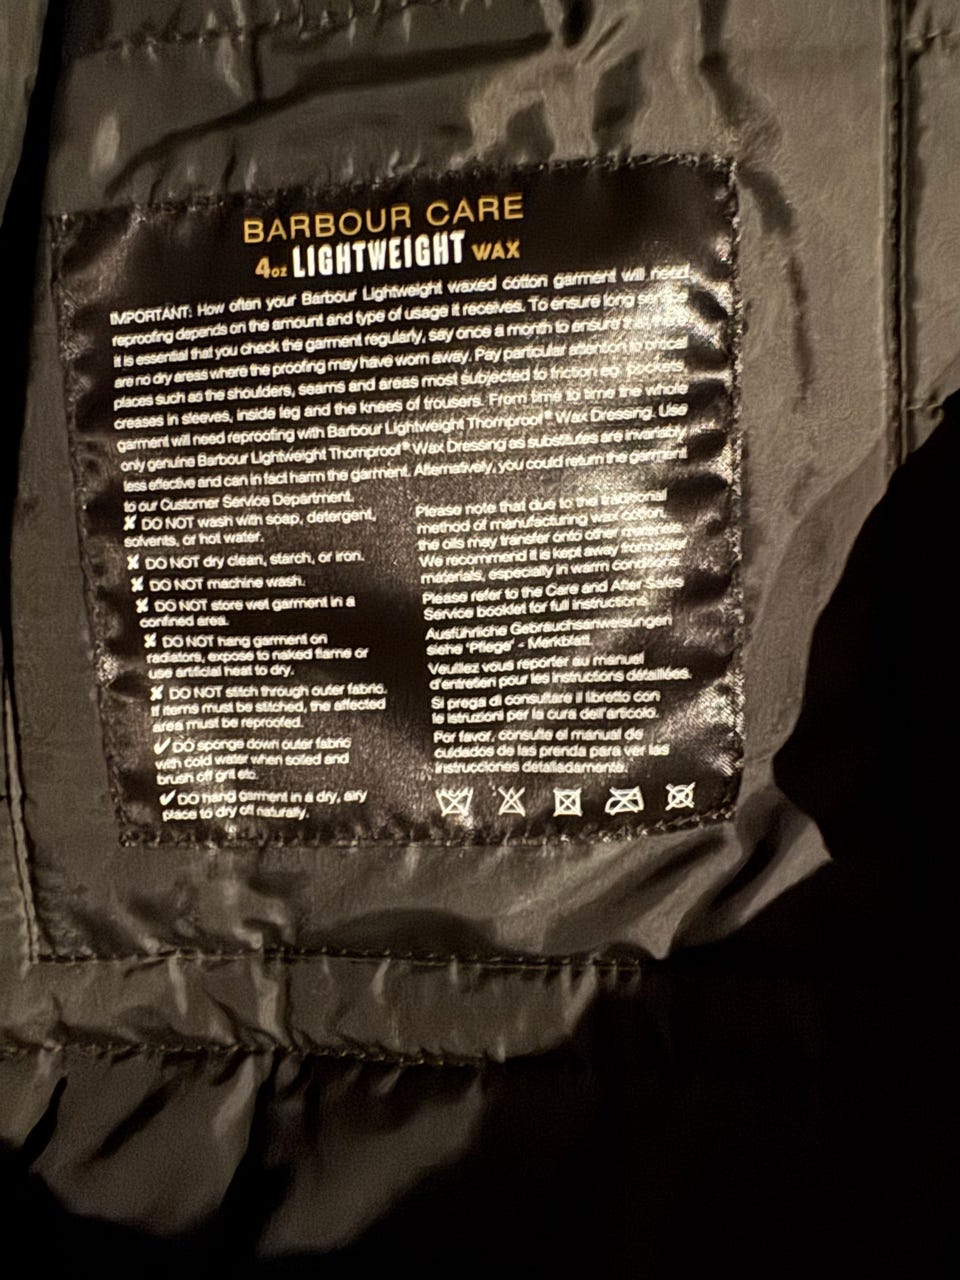 BARBOUR CARE
4oz LIGHTWEIGHT WAX
IMPORTANT: How often your Barbour Lightweight waxed cotton garment will need
reproofing depends on the amount and type of usage it receives. To ensure long service
it is essential that you check the garment regularly, say once a month to ensure that there
are no dry areas where the proofing may have worn away. Pay particular attention to critical
places such as the shoulders, seams and areas most subjected to friction eg. pockets,
creases in sleeves, inside leg and the knees of trousers. From time to time the whole
garment will need reproofing with Barbour Lightweight Thornproof® Wax Dressing. Use
only genuine Barbour Lightweight Thornproof® Wax Dressing as substitutes are invariably
less effective and can in fact harm the garment. Alternatively, you could return the garment
to our Customer Service Department.
✗ DO NOT wash with soap, detergent,
solvents, or hot water.
✗ DO NOT dry clean, starch, or iron.
✗ DO NOT machine wash.
✗ DO NOT store wet garment in a
confined area.
✗ DO NOT hang garment on
radiators, expose to naked flame or
use artificial heat to dry.
✗ DO NOT stitch through outer fabric.
If items must be stitched, the affected
area must be reproofed.
✓ DO sponge down outer fabric
with cold water when soiled and
brush off grit etc.
✓ DO hang garment in a dry, airy
place to dry off naturally.
Please note that due to the traditional
method of manufacturing wax cotton,
the oils may transfer onto other materials.
We recommend it is kept away from paler
materials, especially in warm conditions.
Please refer to the Care and After Sales
Service booklet for full instructions.
Ausführliche Gebrauchsanweisungen
siehe 'Pflege' - Merkblatt.
Veuillez vous reporter au manuel
d'entretien pour les instructions détaillées.
Si prega di consultare il libretto con
le istruzioni per la cura dell'articolo.
Por favor, consulte el manual de
cuidados de las prenda para ver las
instrucciones detalladamente.